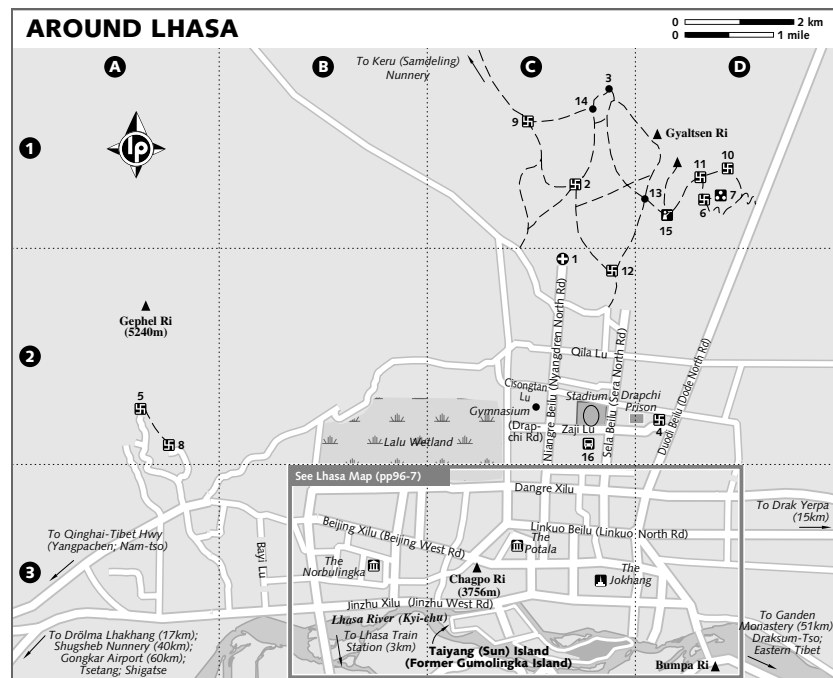 AROUND LHASA
0 2 km
0 1 mile
A
B
C
D
1
2
3
lp
To Keru (Samdeling)
Nunnery
3
14
9
Gyaltsen Ri
11
10
2
13
7
6
15
1
12
Gephel Ri
(5240m)
Niangre Beilu (Nyangdren North Rd)
Sela Beilu (Sera North Rd)
Duodi Beilu (Dode North Rd)
Qila Lu
Cisongtan
Lu
Stadium
Drapchi
Prison
Gymnasium
(Drap-
chi Rd)
Zaji Lu
4
16
5
8
Lalu Wetland
See Lhasa Map (pp96-7)
Dangre Xilu
To Drak Yerpa
(15km)
Linkuo Beilu (Linkuo North Rd)
Beijing Xilu (Beijing West Rd)
The
Potala
To Qinghai-Tibet Hwy
(Yangpachen; Nam-tso)
Bayi Lu
The
Norbulingka
Chagpo Ri
(3756m)
The
Jokhang
Jinzhu Xilu (Jinzhu West Rd)
Lhasa River (Kyi-chu)
To Lhasa Train
Station (3km)
Taiyang (Sun) Island
(Former Gumolingka Island)
To Drölma Lhakhang (17km);
Shugsheb Nunnery (40km);
Gongkar Airport (60km);
Tsetang; Shigatse
To Ganden
Monastery (51km);
Draksum-Tso;
Eastern Tibet
Bumpa Ri